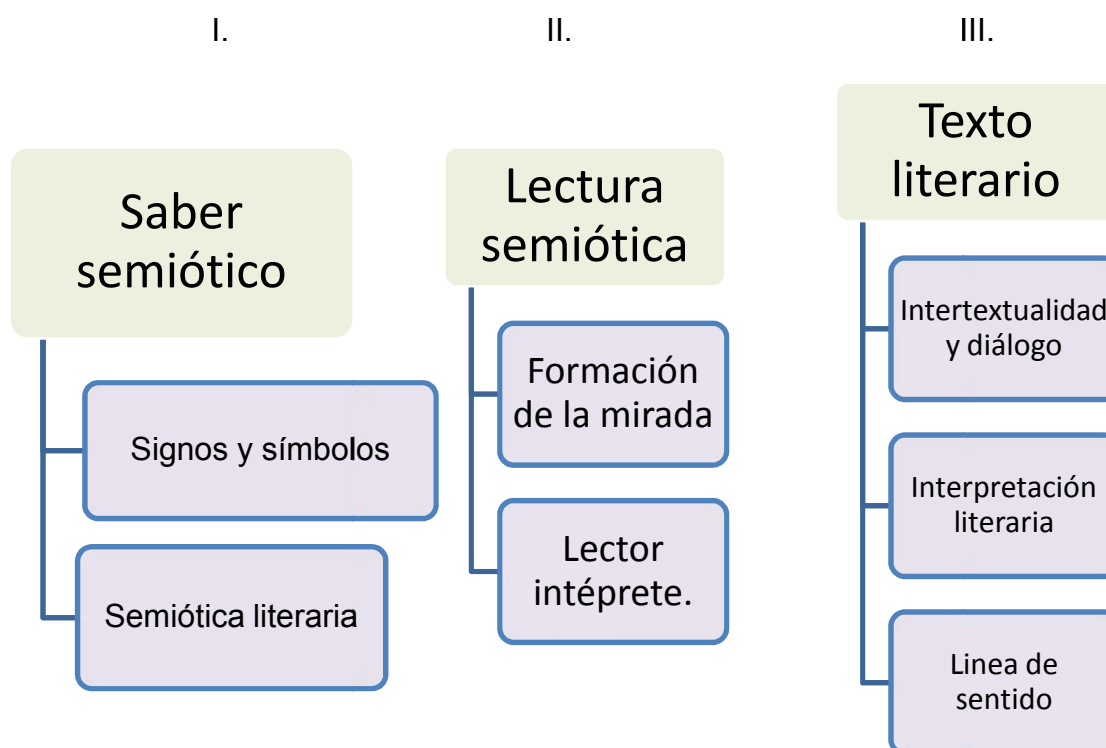 I.
II.
III.
Saber
semiótico
Signos y símbolos
Semiótica literaria
Lectura
semiótica
Formación
de la mirada
Lector
intéprete.
Texto
literario
Intertextualidad
y diálogo
Interpretación
literaria
Linea de
sentido